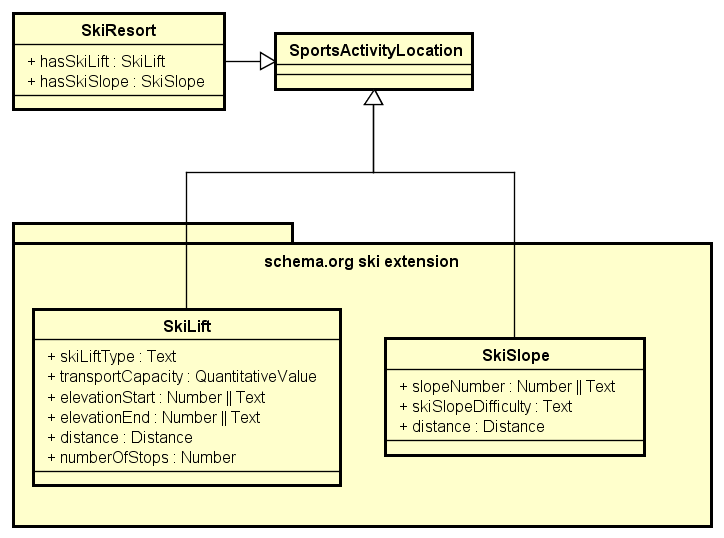 SkiResort
+ hasSkiLift : SkiLift
+ hasSkiSlope : SkiSlope
SportsActivityLocation
schema.org ski extension
SkiLift
+ skiLiftType : Text
+ transportCapacity : QuantitativeValue
+ elevationStart : Number || Text
+ elevationEnd : Number || Text
+ distance : Distance
+ numberOfStops : Number
SkiSlope
+ slopeNumber : Number || Text
+ skiSlopeDifficulty : Text
+ distance : Distance